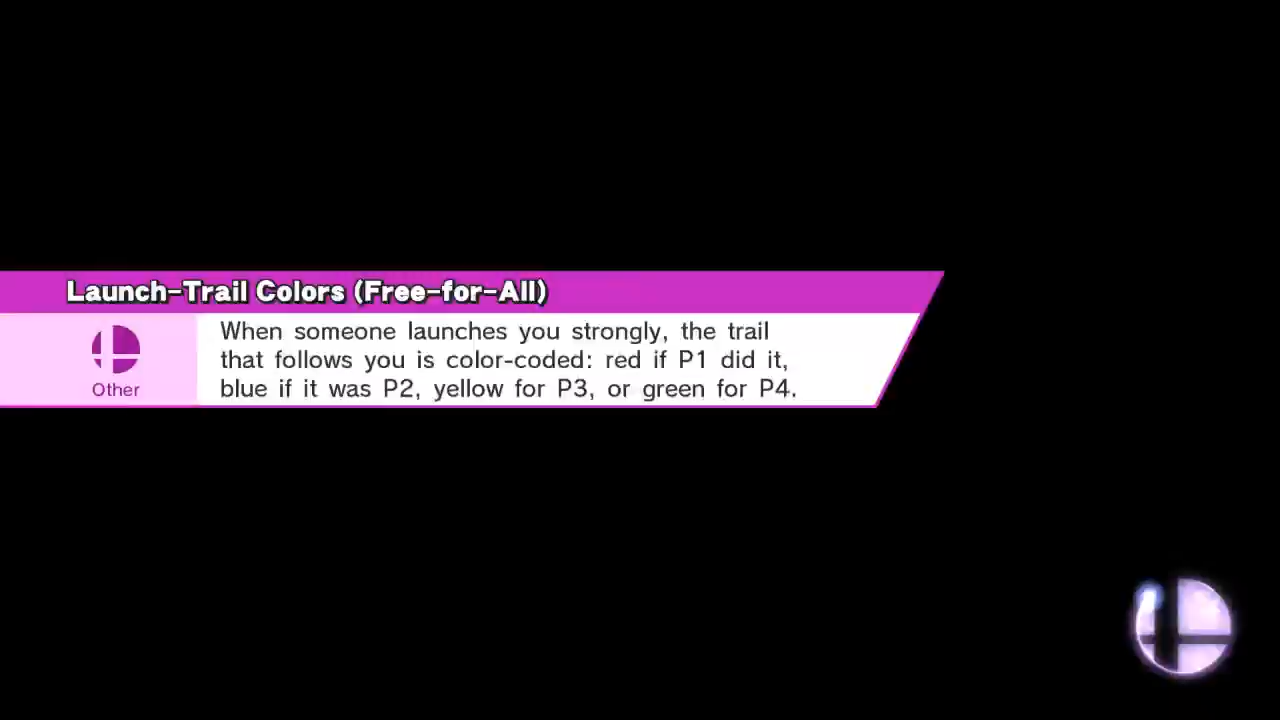 Launch-Trail Colors (Free-for-All)
Other
When someone launches you strongly, the trail
that follows you is color-coded: red if P1 did it,
blue if it was P2, yellow for P3, or green for P4.